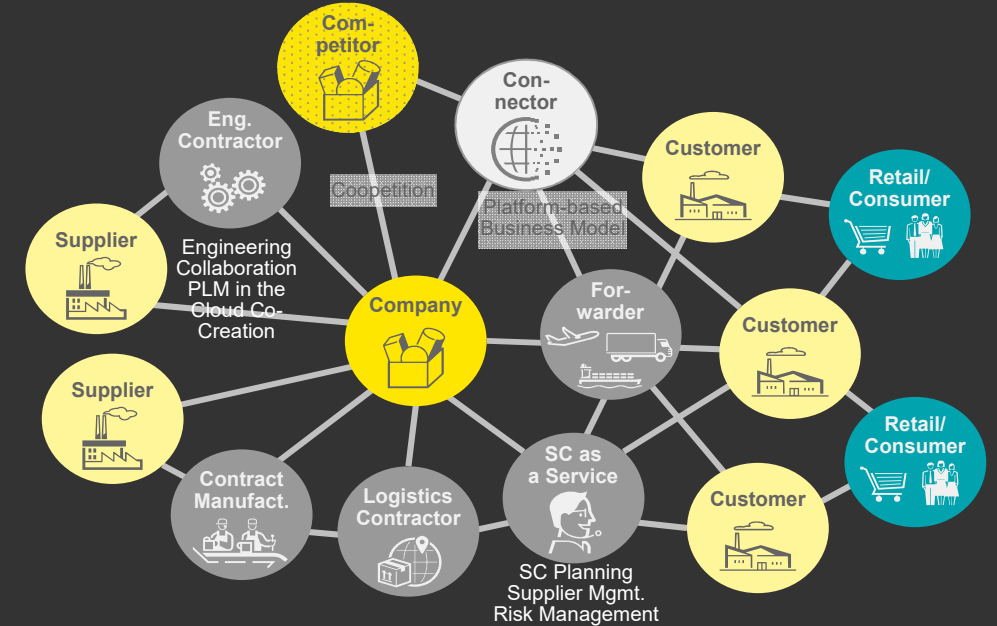 Com-
petitor
Con-
nector
Eng.
Contractor
Customer
Retail/
Consumer
Coopetition
Platform-based
Business Model
Supplier
Engineering
Collaboration
PLM in the
Cloud Co-
Creation
Company
For-
warder
Customer
Supplier
Retail/
Consumer
Contract
Manufact.
Logistics
Contractor
SC as
a Service
Customer
SC Planning
Supplier Mgmt.
Risk Management